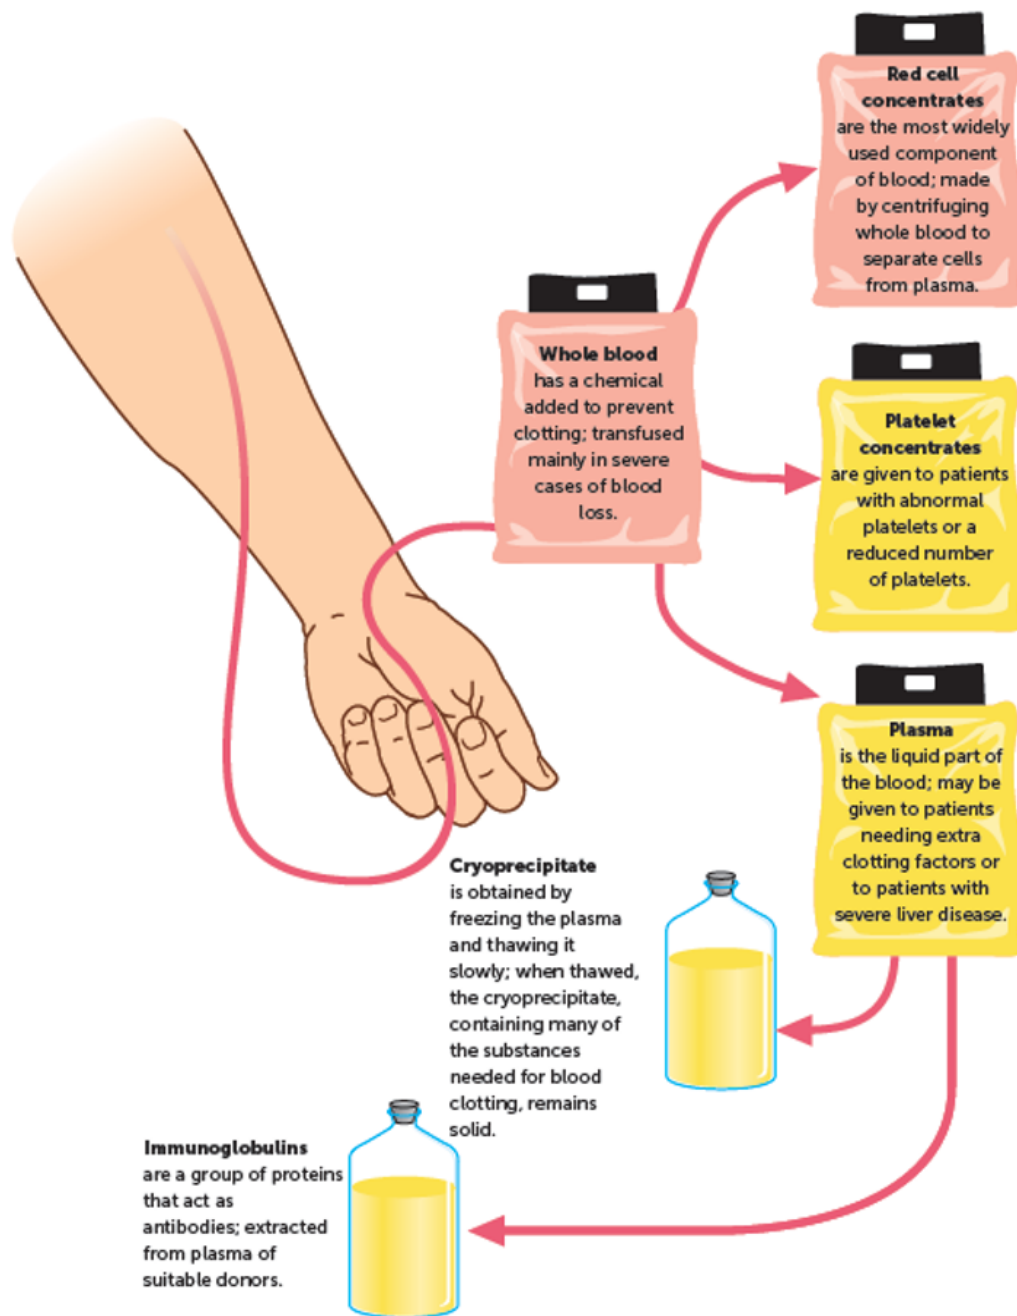 Red cell
concentrates
are the most widely
used component
of blood; made
by centrifuging
whole blood to
separate cells
from plasma.
Whole blood
has a chemical
added to prevent
clotting; transfused
mainly in severe
cases of blood
loss.
Platelet
concentrates
are given to patients
with abnormal
platelets or a
reduced number
of platelets.
Plasma
is the liquid part of
the blood; may be
given to patients
needing extra
clotting factors or
to patients with
severe liver disease.
Cryoprecipitate
is obtained by
freezing the plasma
and thawing it
slowly; when thawed,
the cryoprecipitate,
containing many of
the substances
needed for blood
clotting, remains
solid.
Immunoglobulins
are a group of proteins
that act as
antibodies; extracted
from plasma of
suitable donors.